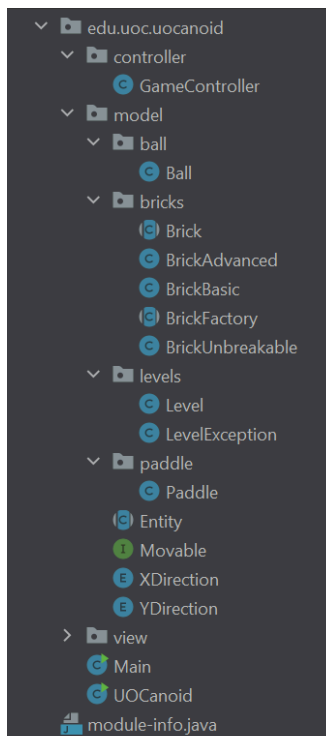 edu.uoc.uocanoid
controller
GameController
model
ball
Ball
bricks
Brick
BrickAdvanced
BrickBasic
BrickFactory
BrickUnbreakable
levels
Level
LevelException
paddle
Paddle
Entity
Movable
XDirection
YDirection
view
Main
UOCanoid
module-info.java